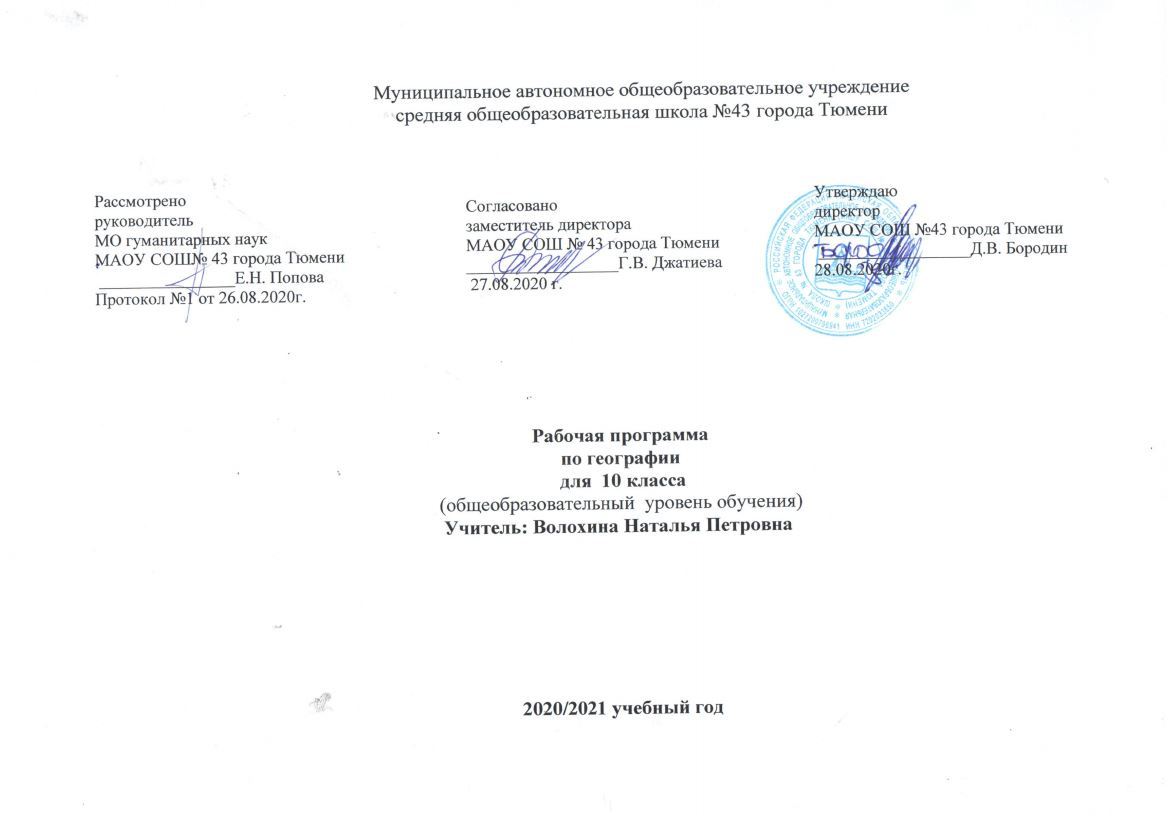 Муниципальное автономное общеобразовательное учреждение
средняя общеобразовательная школа №43 города Тюмени
Рассмотрено
руководитель
МО гуманитарных наук
МАОУ СОШ№ 43 города Тюмени
________________Е.Н. Попова
Протокол №1 от 26.08.2020г.
Согласовано
заместитель директора
МАОУ СОШ № 43 города Тюмени
__________________Г.В. Джатиева
27.08.2020 г.
Утверждаю
директор
МАОУ СОШ №43 города Тюмени
__________________Д.В. Бородин
28.08.2020г.
Рабочая программа
по географии
для 10 класса
(общеобразовательный уровень обучения)
Учитель: Волохина Наталья Петровна
2020/2021 учебный год